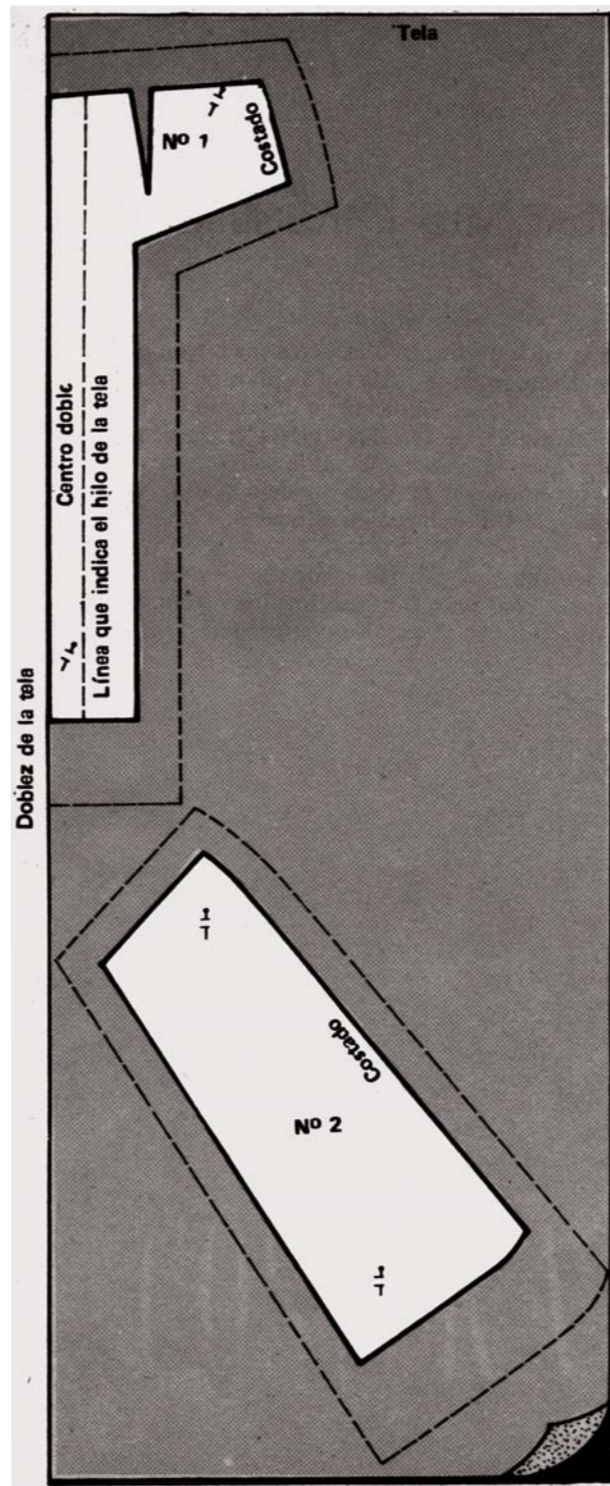 Tela
Nº 1
Costado
Centro doble
Línea que indica el hilo de la tela
Doblez de la tela
Costado
Nº 2